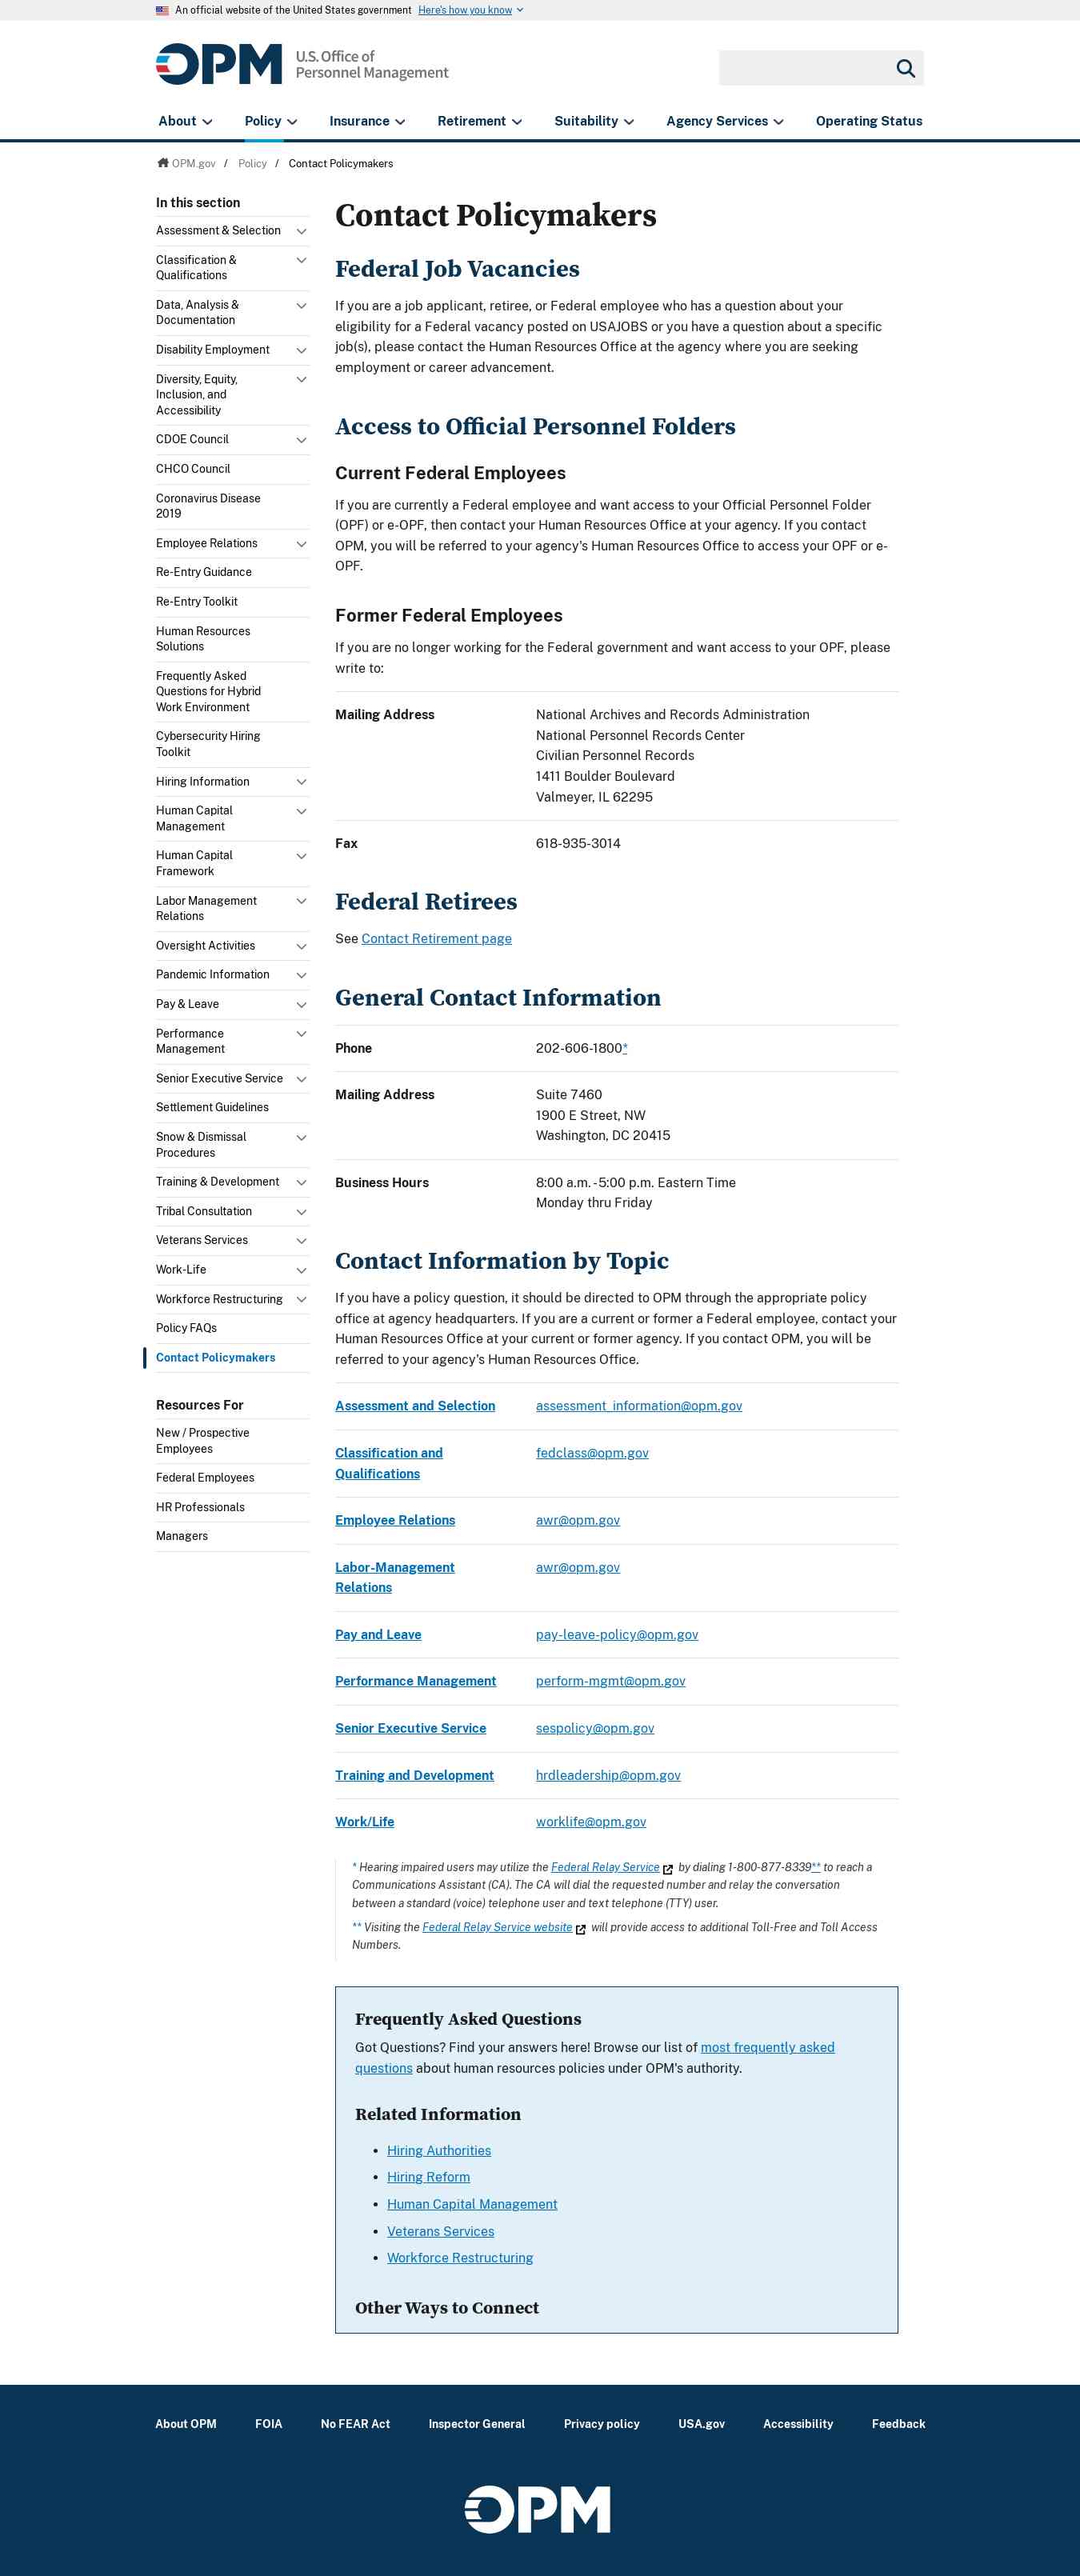 An official website of the United States government Here's how you know
OPM U.S. Office of
Personnel Management
About Policy Insurance Retirement Suitability Agency Services Operating Status
OPM.gov / Policy / Contact Policymakers
In this section
Assessment & Selection
Classification &
Qualifications
Data, Analysis &
Documentation
Disability Employment
Diversity, Equity,
Inclusion, and
Accessibility
CDOE Council
CHCO Council
Coronavirus Disease
2019
Employee Relations
Re-Entry Guidance
Re-Entry Toolkit
Human Resources
Solutions
Frequently Asked
Questions for Hybrid
Work Environment
Cybersecurity Hiring
Toolkit
Hiring Information
Human Capital
Management
Human Capital
Framework
Labor Management
Relations
Oversight Activities
Pandemic Information
Pay & Leave
Performance
Management
Senior Executive Service
Settlement Guidelines
Snow & Dismissal
Procedures
Training & Development
Tribal Consultation
Veterans Services
Work-Life
Workforce Restructuring
Policy FAQs
Contact Policymakers
Resources For
New / Prospective
Employees
Federal Employees
HR Professionals
Managers
Contact Policymakers
Federal Job Vacancies
If you are a job applicant, retiree, or Federal employee who has a question about your
eligibility for a Federal vacancy posted on USAJOBS or you have a question about a specific
job(s), please contact the Human Resources Office at the agency where you are seeking
employment or career advancement.
Access to Official Personnel Folders
Current Federal Employees
If you are currently a Federal employee and want access to your Official Personnel Folder
(OPF) or e-OPF, then contact your Human Resources Office at your agency. If you contact
OPM, you will be referred to your agency's Human Resources Office to access your OPF or e-
OPF.
Former Federal Employees
If you are no longer working for the Federal government and want access to your OPF, please
write to:
Mailing Address National Archives and Records Administration
National Personnel Records Center
Civilian Personnel Records
1411 Boulder Boulevard
Valmeyer, IL 62295
Fax 618-935-3014
Federal Retirees
See Contact Retirement page
General Contact Information
Phone 202-606-1800*
Mailing Address Suite 7460
1900 E Street, NW
Washington, DC 20415
Business Hours 8:00 a.m. - 5:00 p.m. Eastern Time
Monday thru Friday
Contact Information by Topic
If you have a policy question, it should be directed to OPM through the appropriate policy
office at agency headquarters. If you are a current or former a Federal employee, contact your
Human Resources Office at your current or former agency. If you contact OPM, you will be
referred to your agency's Human Resources Office.
Assessment and Selection assessment_information@opm.gov
Classification and fedclass@opm.gov
Qualifications
Employee Relations awr@opm.gov
Labor-Management awr@opm.gov
Relations
Pay and Leave pay-leave-policy@opm.gov
Performance Management perform-mgmt@opm.gov
Senior Executive Service sespolicy@opm.gov
Training and Development hrdleadership@opm.gov
Work/Life worklife@opm.gov
* Hearing impaired users may utilize the Federal Relay Service by dialing 1-800-877-8339** to reach a
Communications Assistant (CA). The CA will dial the requested number and relay the conversation
between a standard (voice) telephone user and text telephone (TTY) user.
** Visiting the Federal Relay Service website will provide access to additional Toll-Free and Toll Access
Numbers.
Frequently Asked Questions
Got Questions? Find your answers here! Browse our list of most frequently asked
questions about human resources policies under OPM's authority.
Related Information
• Hiring Authorities
• Hiring Reform
• Human Capital Management
• Veterans Services
• Workforce Restructuring
Other Ways to Connect
About OPM FOIA No FEAR Act Inspector General Privacy policy USA.gov Accessibility Feedback
OPM